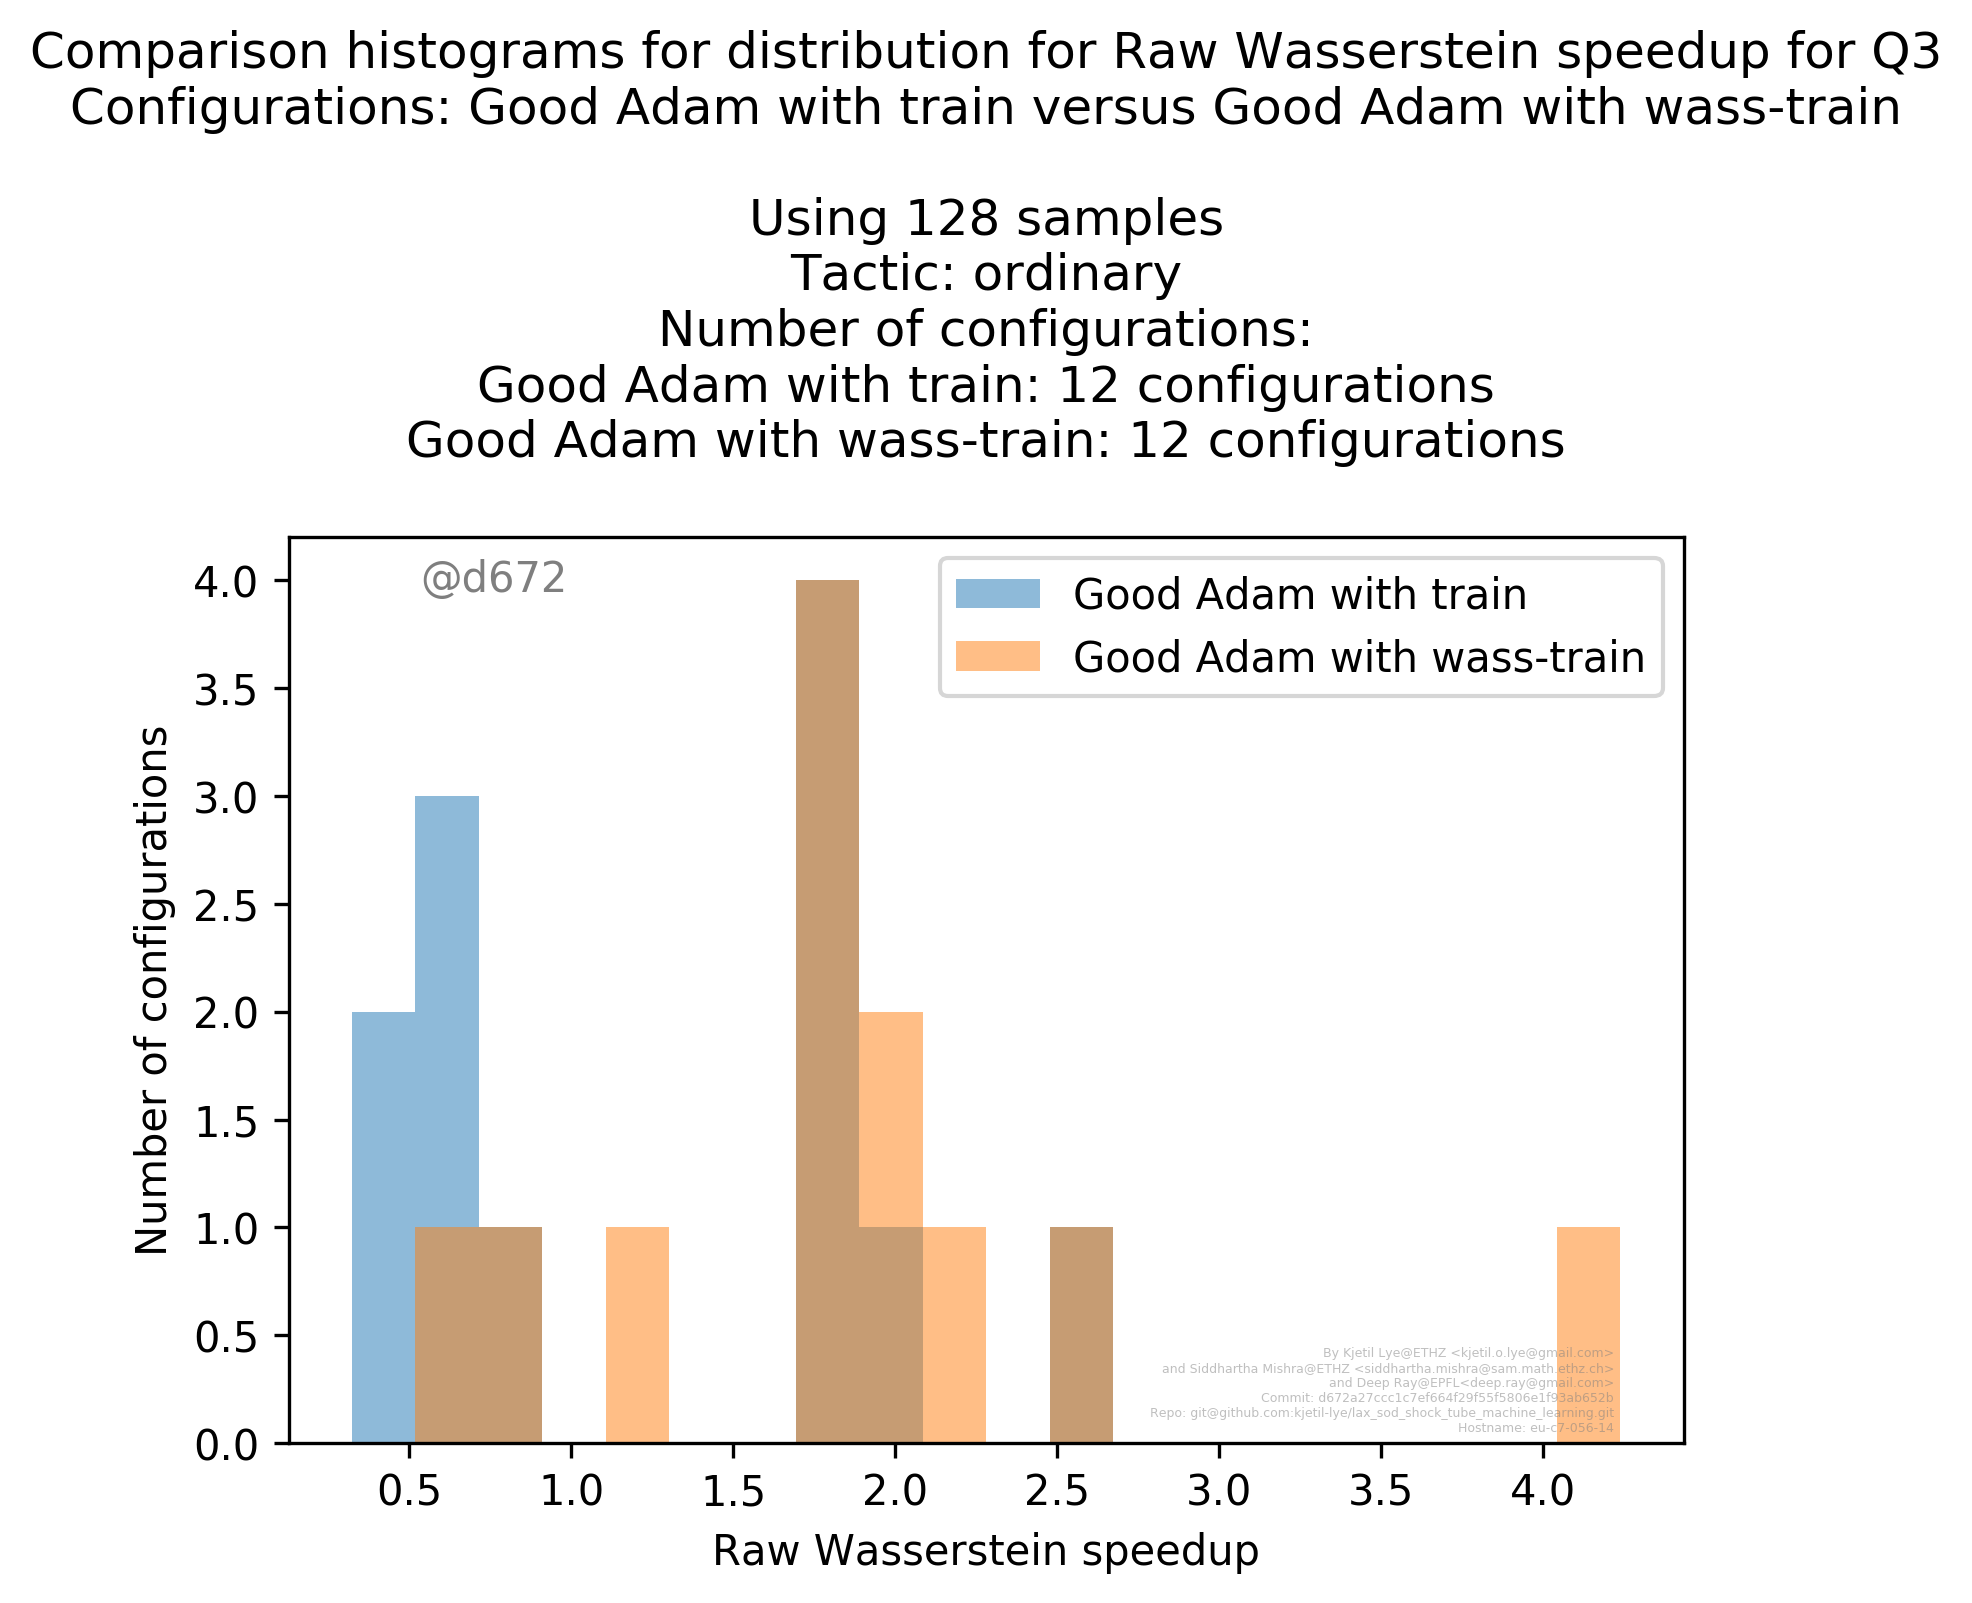 Comparison histograms for distribution for Raw Wasserstein speedup for Q3
Configurations: Good Adam with train versus Good Adam with wass-train
Using 128 samples
Tactic: ordinary
Number of configurations:
Good Adam with train: 12 configurations
Good Adam with wass-train: 12 configurations
@d672
Good Adam with train
Good Adam with wass-train
4.0
3.5
3.0
2.5
2.0
1.5
1.0
0.5
0.0
Number of configurations
By Kjetil Lye@ETHZ <kjetil.o.lye@gmail.com>
and Siddhartha Mishra@ETHZ <siddhartha.mishra@sam.math.ethz.ch>
and Deep Ray@EPFL<deep.ray@gmail.com>
Commit: d672a27ccc1c7ef664f29f55f5806e1f93ab652b
Repo: git@github.com:kjetil-lye/lax_sod_shock_tube_machine_learning.git
Hostname: eu-c7-056-14
0.5 1.0 1.5 2.0 2.5 3.0 3.5 4.0
Raw Wasserstein speedup